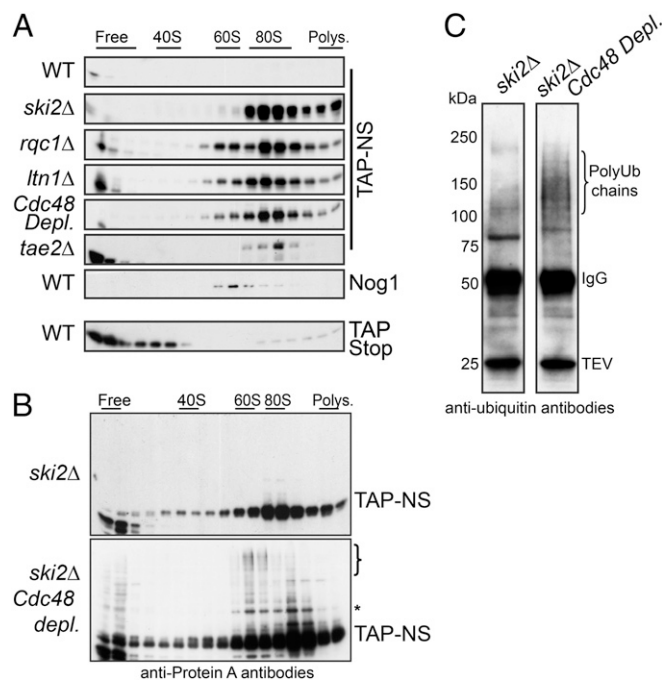 A
Free 40S 60S 80S Polys.
WT
ski2Δ
rqc1Δ
ltn1Δ
Cdc48
Depl.
tae2Δ
TAP-NS
WT Nog1
WT TAP
Stop
B
Free 40S 60S 80S Polys.
ski2Δ
TAP-NS
ski2Δ
Cdc48
depl.
*
TAP-NS
anti-Protein A antibodies
C
ski2Δ
ski2Δ
Cdc48 Depl.
kDa
250
150
100
75
50
25
PolyUb
chains
IgG
TEV
anti-ubiquitin antibodies